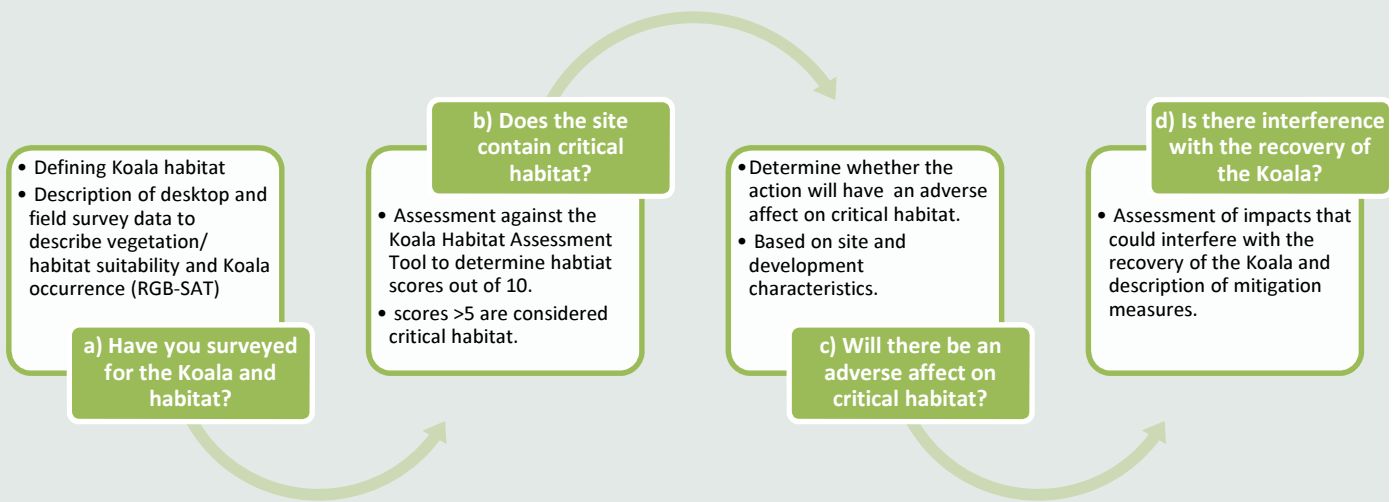 • Defining Koala habitat
• Description of desktop and
field survey data to
describe vegetation/
habitat suitability and Koala
occurrence (RGB-SAT)
a) Have you surveyed
for the Koala and
habitat?
b) Does the site
contain critical
habitat?
• Assessment against the
Koala Habitat Assessment
Tool to determine habtiat
scores out of 10.
• scores >5 are considered
critical habitat.
•Determine whether the
action will have an adverse
affect on critical habitat.
• Based on site and
development
characteristics.
c) Will there be an
adverse affect on
critical habitat?
d) Is there interference
with the recovery of
the Koala?
• Assessment of impacts that
could interfere with the
recovery of the Koala and
description of mitigation
measures.